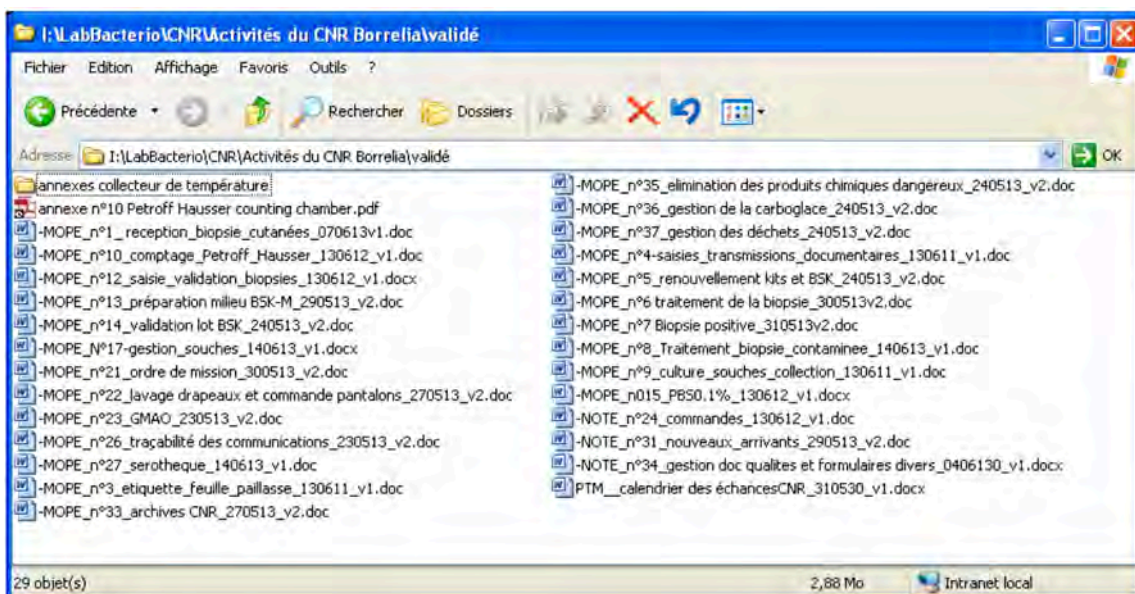 I:\LabBacterio\CNR\Activités du CNR Borrelia\validé
Fichier Edition Affichage Favoris Outils ?
Précédente Rechercher Dossiers
Adresse I:\LabBacterio\CNR\Activités du CNR Borrelia\validé OK
annexes collecteur de température
annexe n°10 Petroff Hausser counting chamber.pdf
-MOPE_n°1_ reception_biopsie_cutanées_070613v1.doc
-MOPE_n°10_comptage_Petroff_Hausser_130612_v1.doc
-MOPE_n°12_saisie_validation_biopsies_130612_v1.docx
-MOPE_n°13_préparation milieu BSK-M_290513_v2.doc
-MOPE_n°14_validation lot BSK_240513_v2.doc
-MOPE_N°17-gestion_souches_140613_v1.docx
-MOPE_n°21_ordre de mission_300513_v2.doc
-MOPE_n°22_lavage drapeaux et commande pantalons_270513_v2.doc
-MOPE_n°23_GMAO_230513_v2.doc
-MOPE_n°26_traçabilité des communications_230513_v2.doc
-MOPE_n°27_serotheque_140613_v1.doc
-MOPE_n°3_etiquette_feuille_paillasse_130611_v1.doc
-MOPE_n°33_archives CNR_270513_v2.doc
-MOPE_n°35_elimination des produits chimiques dangereux_240513_v2.doc
-MOPE_n°36_gestion de la carboglace_240513_v2.doc
-MOPE_n°37_gestion des déchets_240513_v2.doc
-MOPE_n°4-saisies_transmissions_documentaires_130611_v1.doc
-MOPE_n°5_renouvellement kits et BSK_240513_v2.doc
-MOPE_n°6 traitement de la biopsie_300513v2.doc
-MOPE_n°7 Biopsie positive_310513v2.doc
-MOPE_n°8_Traitement_biopsie_contaminee_140613_v1.doc
-MOPE_n°9_culture_souches_collection_130611_v1.doc
-MOPE_n015_PBS0.1%_130612_v1.docx
-NOTE_n°24_commandes_130612_v1.doc
-NOTE_n°31_nouveaux_arrivants_290513_v2.doc
-NOTE_n°34_gestion doc qualites et formulaires divers_0406130_v1.docx
PTM__calendrier des échancesCNR_310530_v1.docx
29 objet(s) 2,88 Mo Intranet local